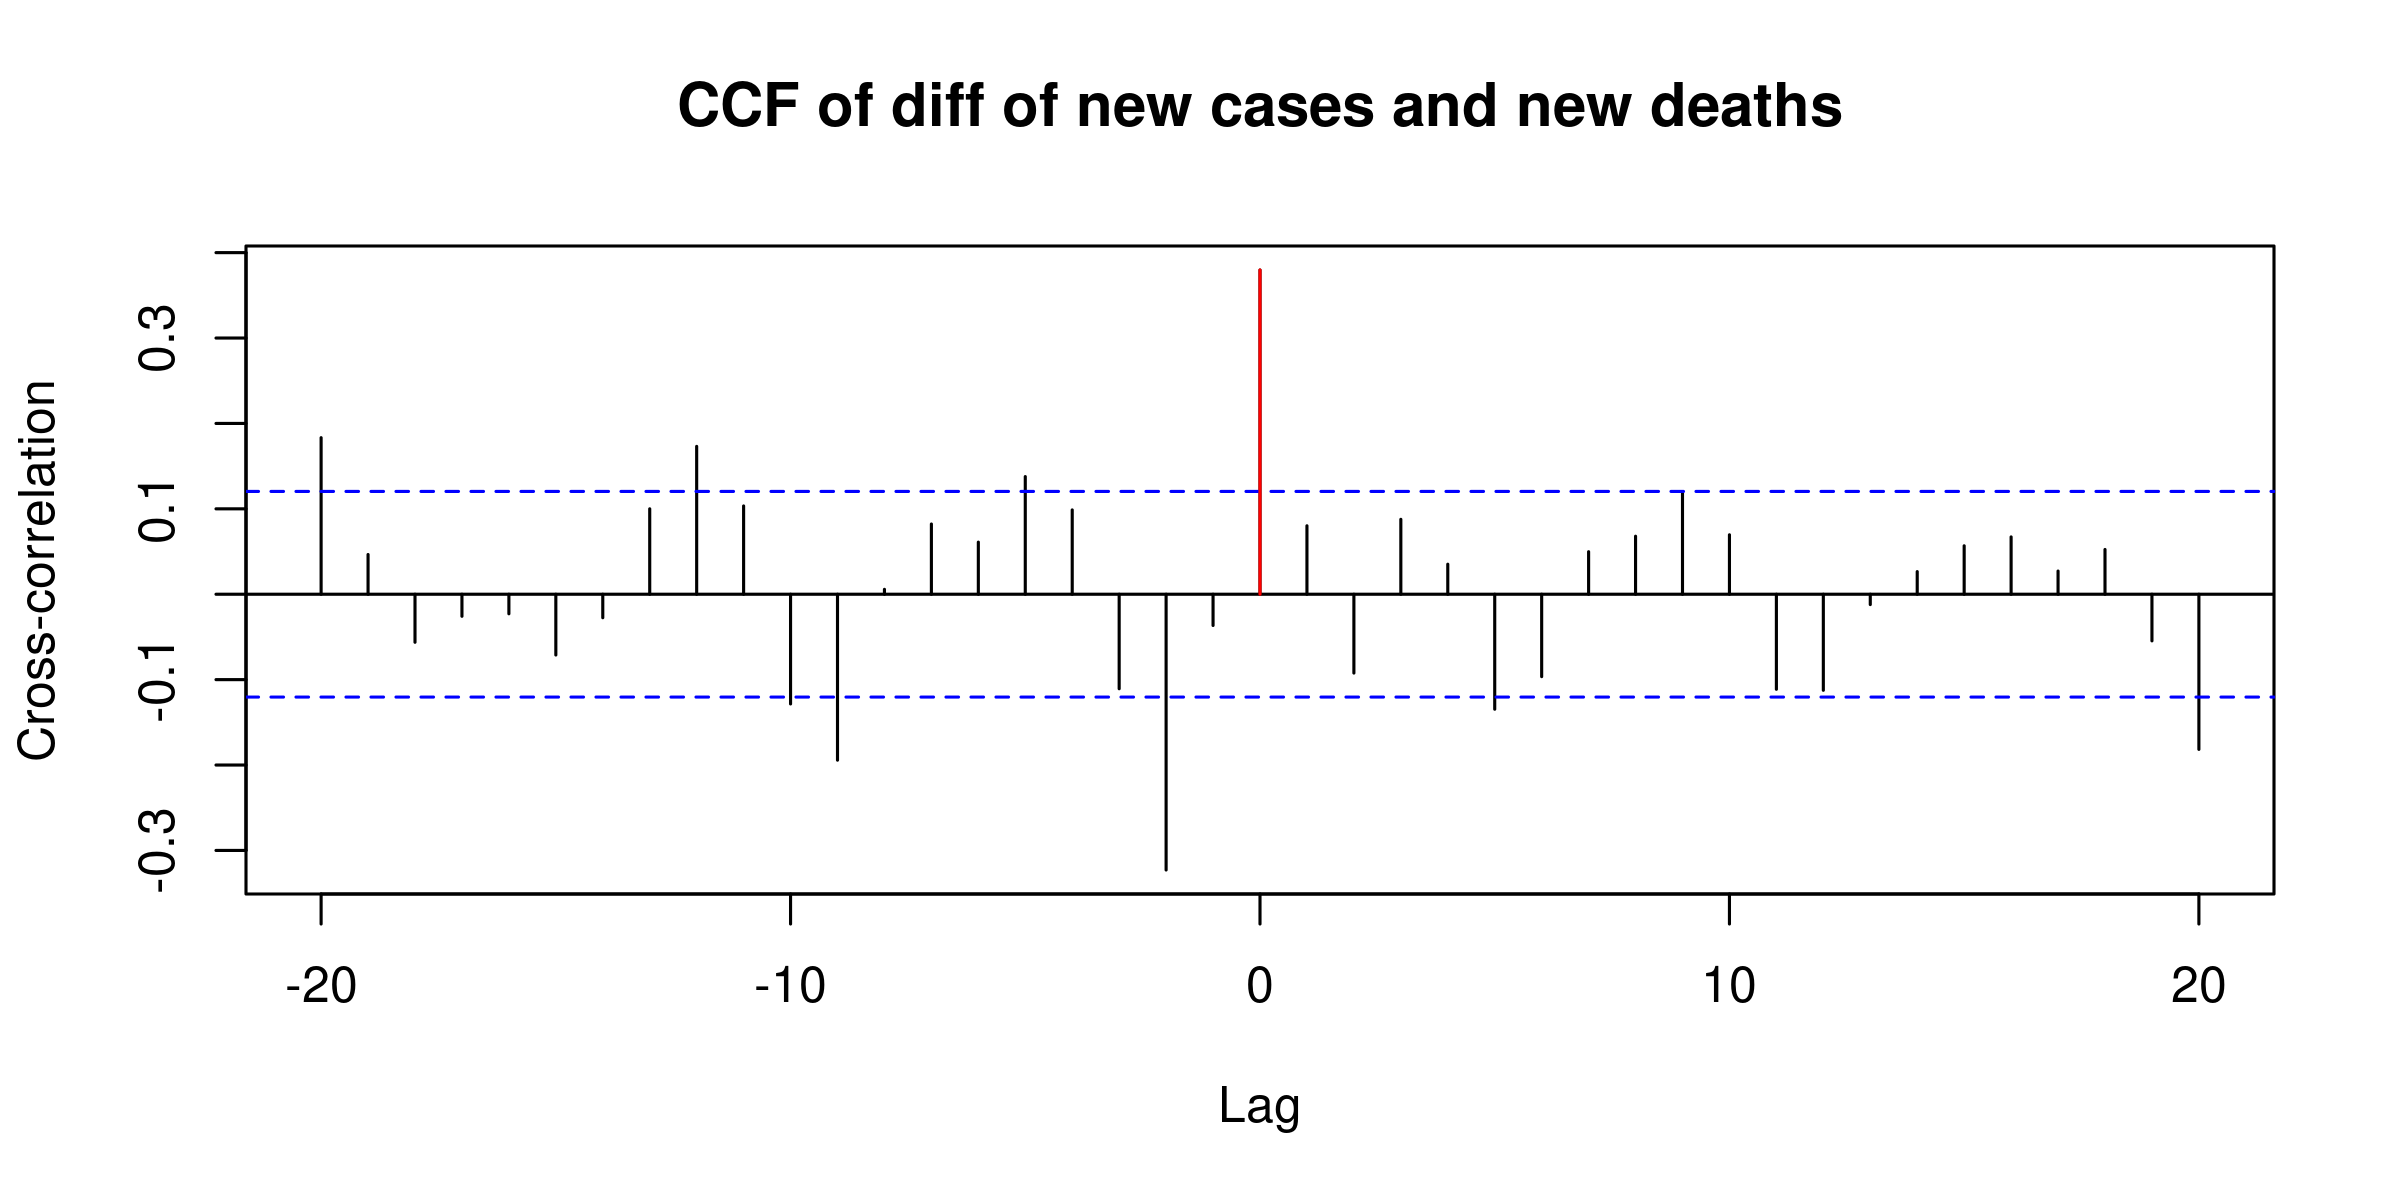 CCF of diff of new cases and new deaths
Cross-correlation
0.3
0.1
-0.1
-0.3
-20 -10 0 10 20
Lag